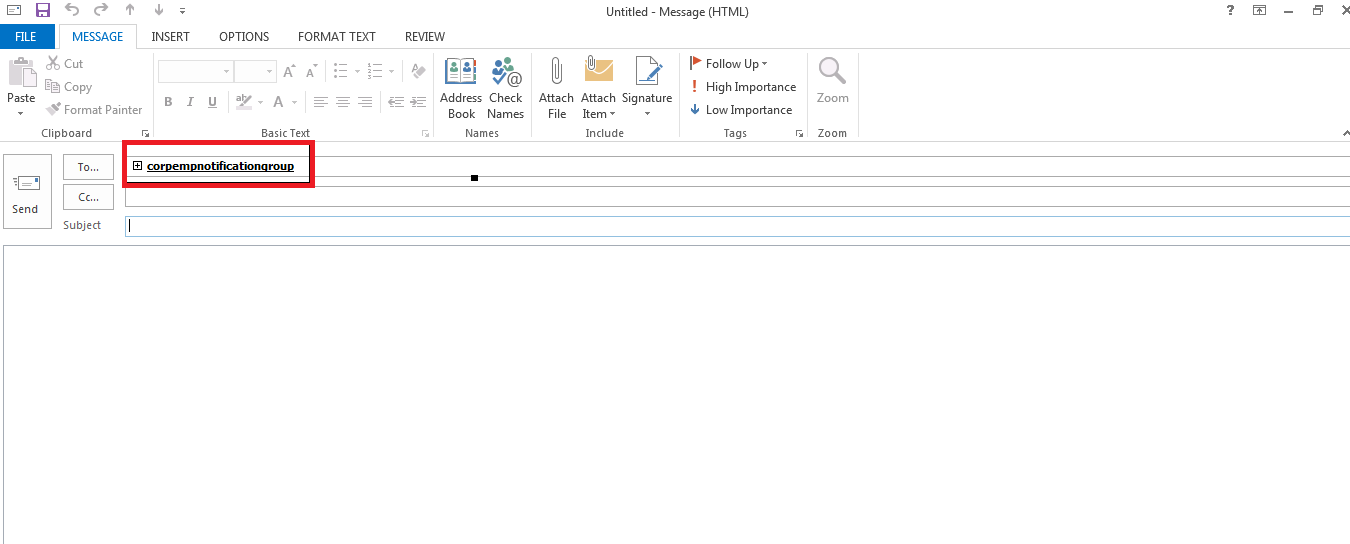 Untitled - Message (HTML)
FILE MESSAGE INSERT OPTIONS FORMAT TEXT REVIEW
Paste
Cut
Copy
Format Painter
Clipboard
B I U A
Basic Text
Address Book
Check Names
Names
Attach File
Attach Item
Signature
Include
Follow Up
High Importance
Low Importance
Tags
Zoom
Zoom
Send
To...
corpempnotificationgroup
Cc...
Subject